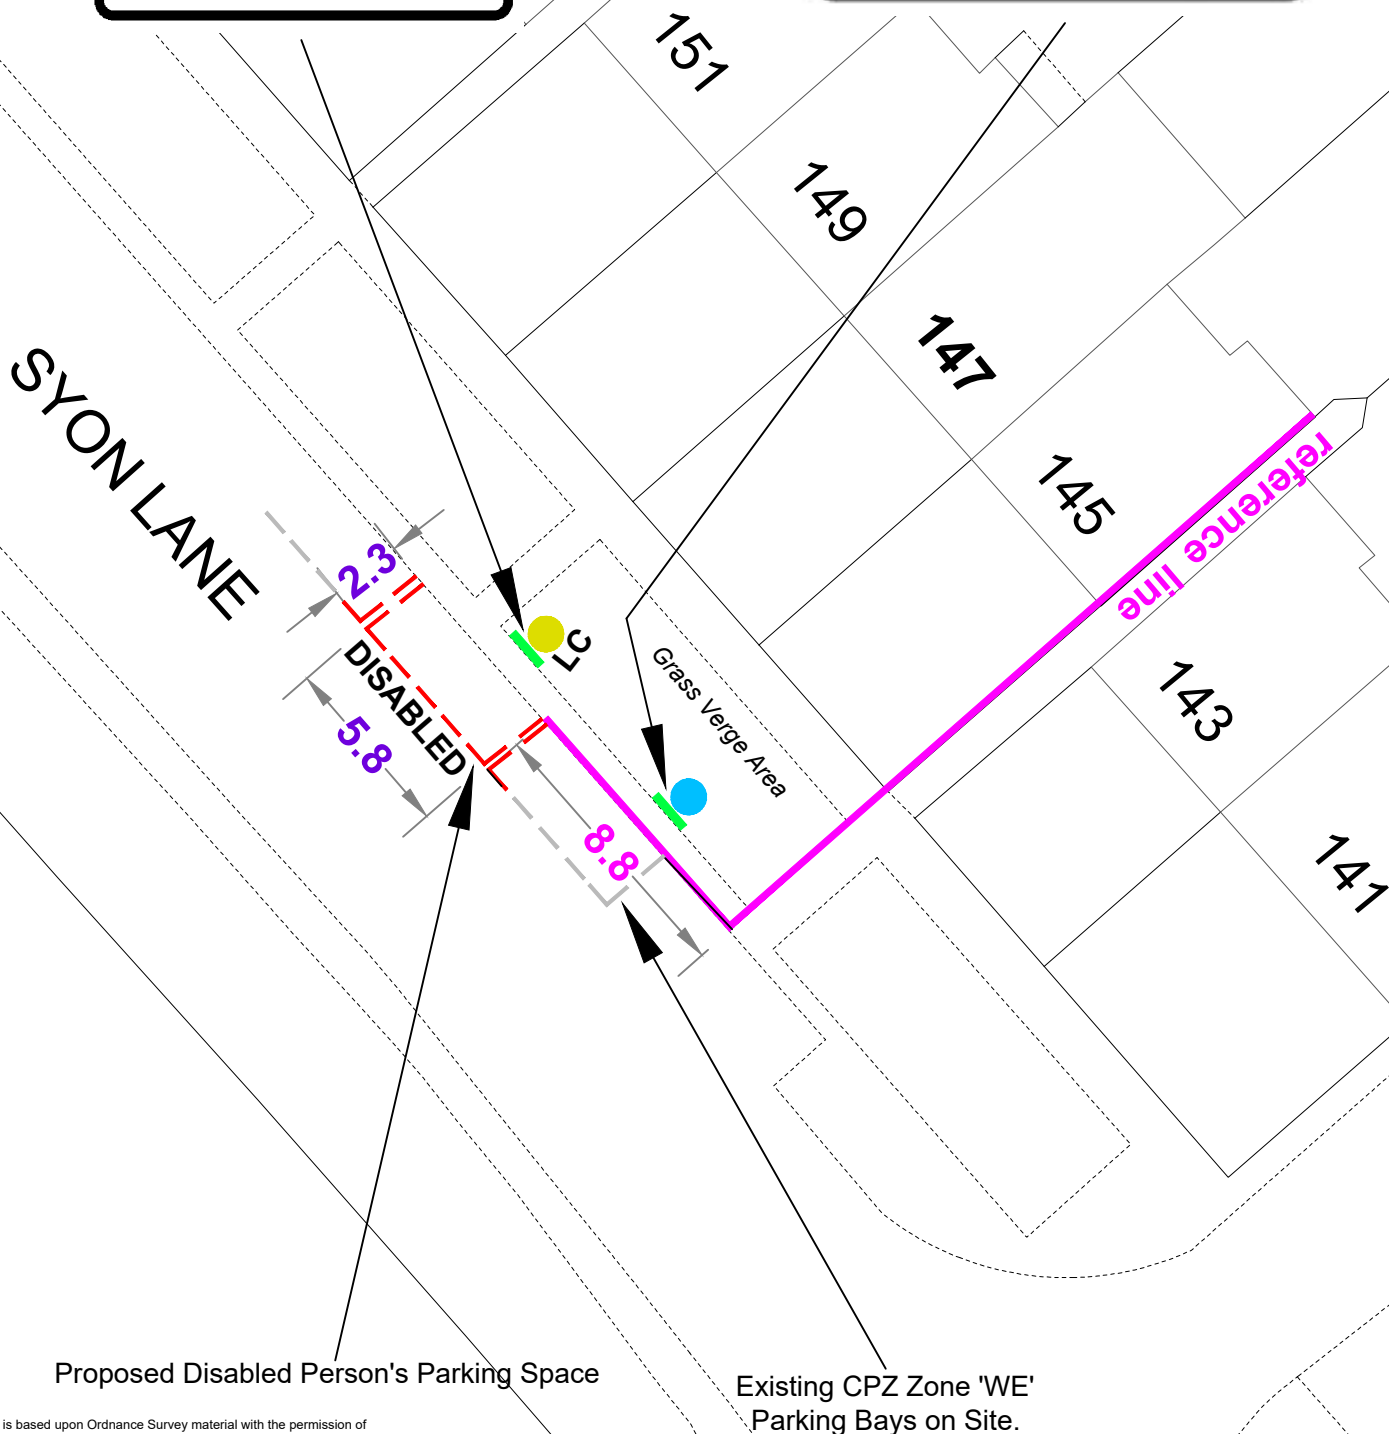 151
149
147
SYON LANE
145
reference line
2.3
LC
DISABLED
Grass Verge Area
143
5.8
8.8
141
Proposed Disabled Person's Parking Space
Existing CPZ Zone 'WE'
Parking Bays on Site.
is based upon Ordnance Survey material with the permission of